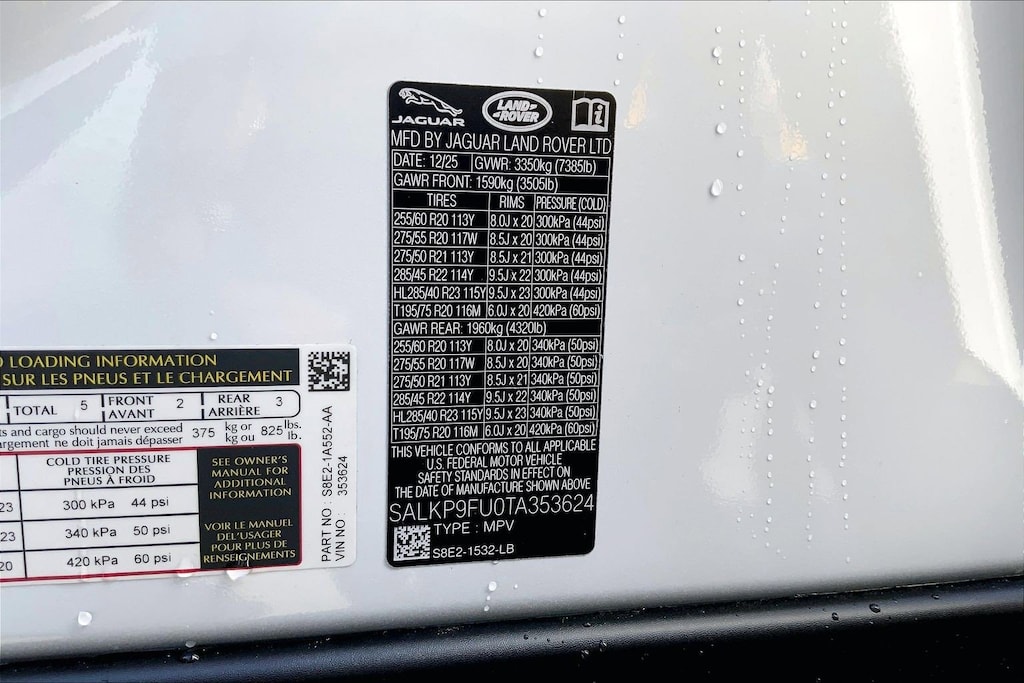 JAGUAR
LAND ROVER
i
MFD BY JAGUAR LAND ROVER LTD
DATE: 12/25 GVWR: 3350kg (7385lb)
GAWR FRONT: 1590kg (3505lb)
TIRES RIMS PRESSURE (COLD)
255/60 R20 113Y 8.0J x 20 300kPa (44psi)
275/55 R20 117W 8.5J x 20 300kPa (44psi)
275/50 R21 113Y 8.5J x 21 300kPa (44psi)
285/45 R22 114Y 9.5J x 22 300kPa (44psi)
HL285/40 R23 115Y 9.5J x 23 300kPa (44psi)
T195/75 R20 116M 6.0J x 20 420kPa (60psi)
GAWR REAR: 1960kg (4320lb)
255/60 R20 113Y 8.0J x 20 340kPa (50psi)
275/55 R20 117W 8.5J x 20 340kPa (50psi)
275/50 R21 113Y 8.5J x 21 340kPa (50psi)
285/45 R22 114Y 9.5J x 22 340kPa (50psi)
HL285/40 R23 115Y 9.5J x 23 340kPa (50psi)
T195/75 R20 116M 6.0J x 20 420kPa (60psi)
THIS VEHICLE CONFORMS TO ALL APPLICABLE
U.S. FEDERAL MOTOR VEHICLE
SAFETY STANDARDS IN EFFECT ON
THE DATE OF MANUFACTURE SHOWN ABOVE
SALKP9FU0TA353624
TYPE : MPV
S8E2-1532-LB
LOADING INFORMATION
SUR LES PNEUS ET LE CHARGEMENT
TOTAL 5 FRONT AVANT 2 REAR ARRIÈRE 3
and cargo should never exceed 375 kg or 825 lbs.
ne doit jamais dépasser kg ou lb.
COLD TIRE PRESSURE
PRESSION DES
PNEUS À FROID
23 300 kPa 44 psi
23 340 kPa 50 psi
20 420 kPa 60 psi
SEE OWNER'S
MANUAL FOR
ADDITIONAL
INFORMATION
VOIR LE MANUEL
DEL'USAGER
POUR PLUS DE
RENSEIGNEMENTS
PART NO : S8E2-1A552-AA
VIN NO : 353624